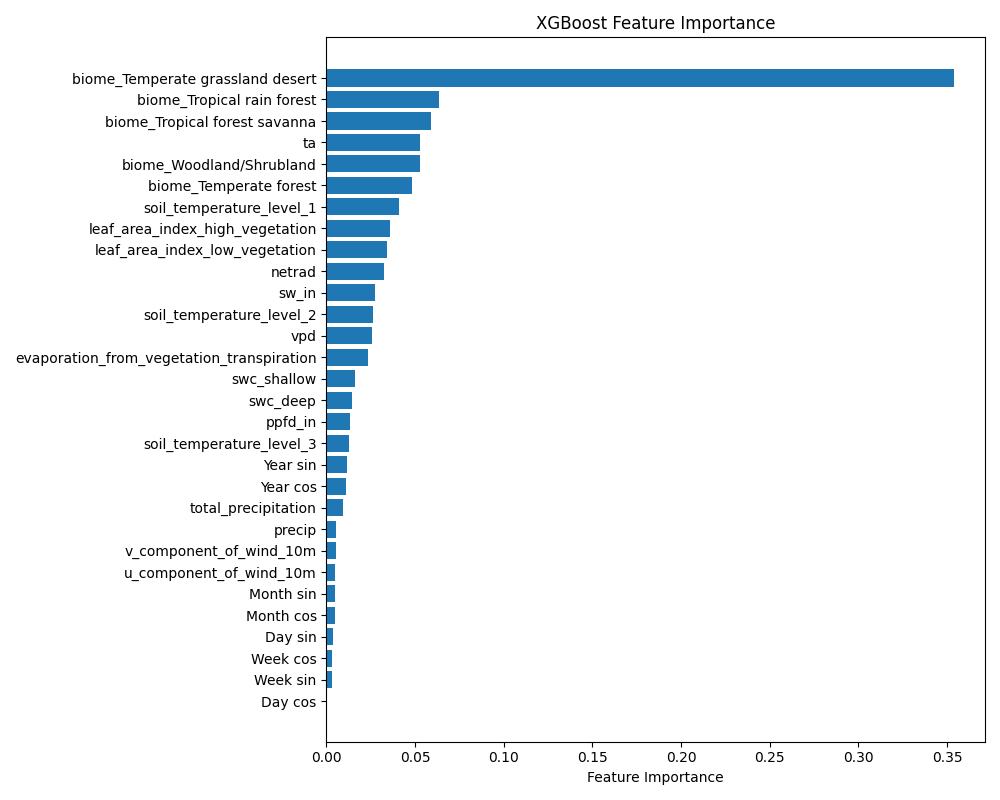 XGBoost Feature Importance
biome_Temperate grassland desert
biome_Tropical rain forest
biome_Tropical forest savanna
ta
biome_Woodland/Shrubland
biome_Temperate forest
soil_temperature_level_1
leaf_area_index_high_vegetation
leaf_area_index_low_vegetation
netrad
sw_in
soil_temperature_level_2
vpd
evaporation_from_vegetation_transpiration
swc_shallow
swc_deep
ppfd_in
soil_temperature_level_3
Year sin
Year cos
total_precipitation
precip
v_component_of_wind_10m
u_component_of_wind_10m
Month sin
Month cos
Day sin
Week cos
Week sin
Day cos
0.00 0.05 0.10 0.15 0.20 0.25 0.30 0.35
Feature Importance